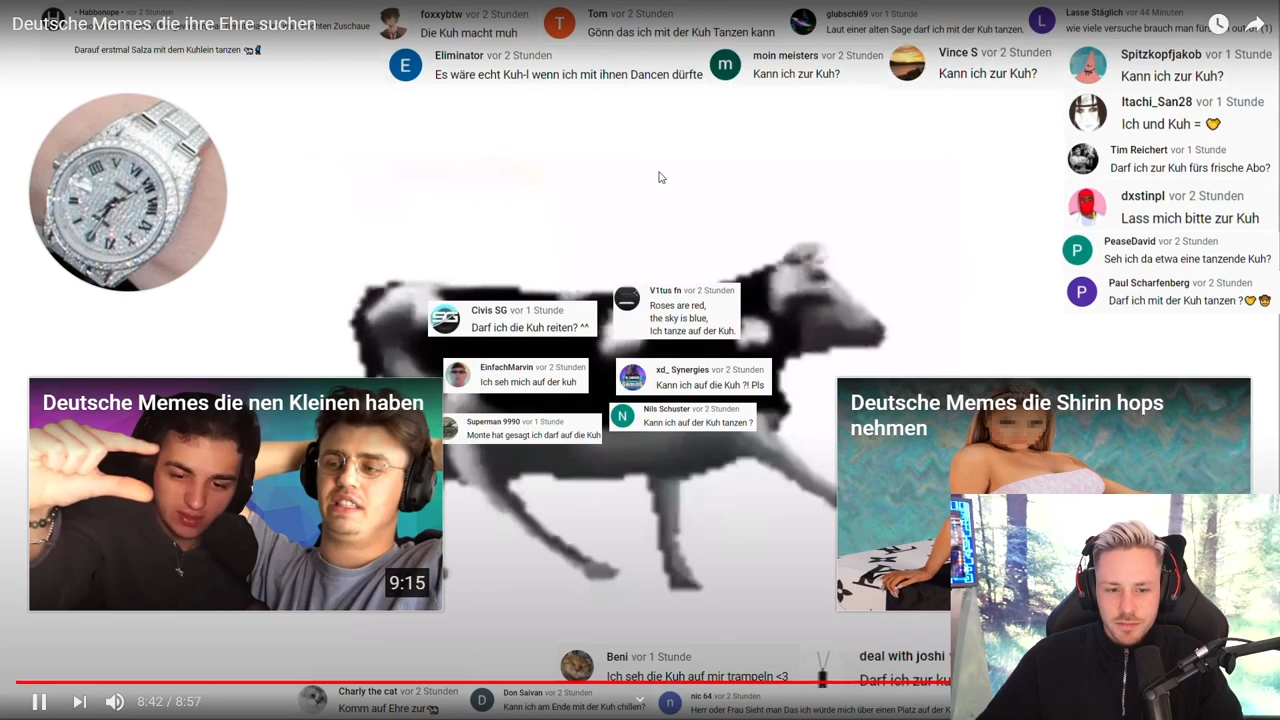 Deutsche Memes die ihre Ehre suchen
• Habbonope • vor 2 Stunden
Zuschaue
Darauf erstmal Salza mit dem Kuhlein tanzen 🐄
foxxybtw vor 2 Stunden
Die Kuh macht muh
T
Tom vor 2 Stunden
Gönn das ich mit der Kuh Tanzen kann
glubschi69 vor 1 Stunde
Laut einer alten Sage darf ich mit der Kuh tanzen.
L
Lasse Stäglich vor 44 Minuten
wie viele versuche brauch man für
E
Eliminator vor 2 Stunden
Es wäre echt Kuh-l wenn ich mit ihnen Dancen dürfte
m
moin meisters vor 2 Stunden
Kann ich zur Kuh?
Vince S vor 2 Stunden
Kann ich zur Kuh?
Spitzkopfjakob vor 1 Stunde
Kann ich zur Kuh?
Itachi_San28 vor 1 Stunde
Ich und Kuh = 💛
Tim Reichert vor 1 Stunde
Darf ich zur Kuh fürs frische Abo?
dxstinpl vor 2 Stunden
Lass mich bitte zur Kuh
P
PeaseDavid vor 2 Stunden
Seh ich da etwa eine tanzende Kuh?
P
Paul Scharfenberg vor 2 Stunden
Darf ich mit der Kuh tanzen ?💛🤠
SG
Civis SG vor 1 Stunde
Darf ich die Kuh reiten? ^^
V1tus fn vor 2 Stunden
Roses are red,
the sky is blue,
Ich tanze auf der Kuh.
EinfachMarvin vor 2 Stunden
Ich seh mich auf der kuh
xd_ Synergies vor 2 Stunden
Kann ich auf die Kuh ?! Pls
Superman 9990 vor 1 Stunde
Monte hat gesagt ich darf auf die Kuh
N
Nils Schuster vor 2 Stunden
Kann ich auf der Kuh tanzen ?
Deutsche Memes die nen Kleinen haben
9:15
Deutsche Memes die Shirin hops
nehmen
Beni vor 1 Stunde
Ich seh die Kuh auf mir trampeln <3
deal with joshi
Darf ich zur ku
8:42 / 8:57
Charly the cat vor 2 Stunden
Komm auf Ehre zur🐄
D
Don Saivan vor 2 Stunden
Kann ich am Ende mit der Kuh chillen?
n
nic 64 vor 2 Stunden
Herr oder Frau Sieht man Das ich würde mich über einen Platz auf der K